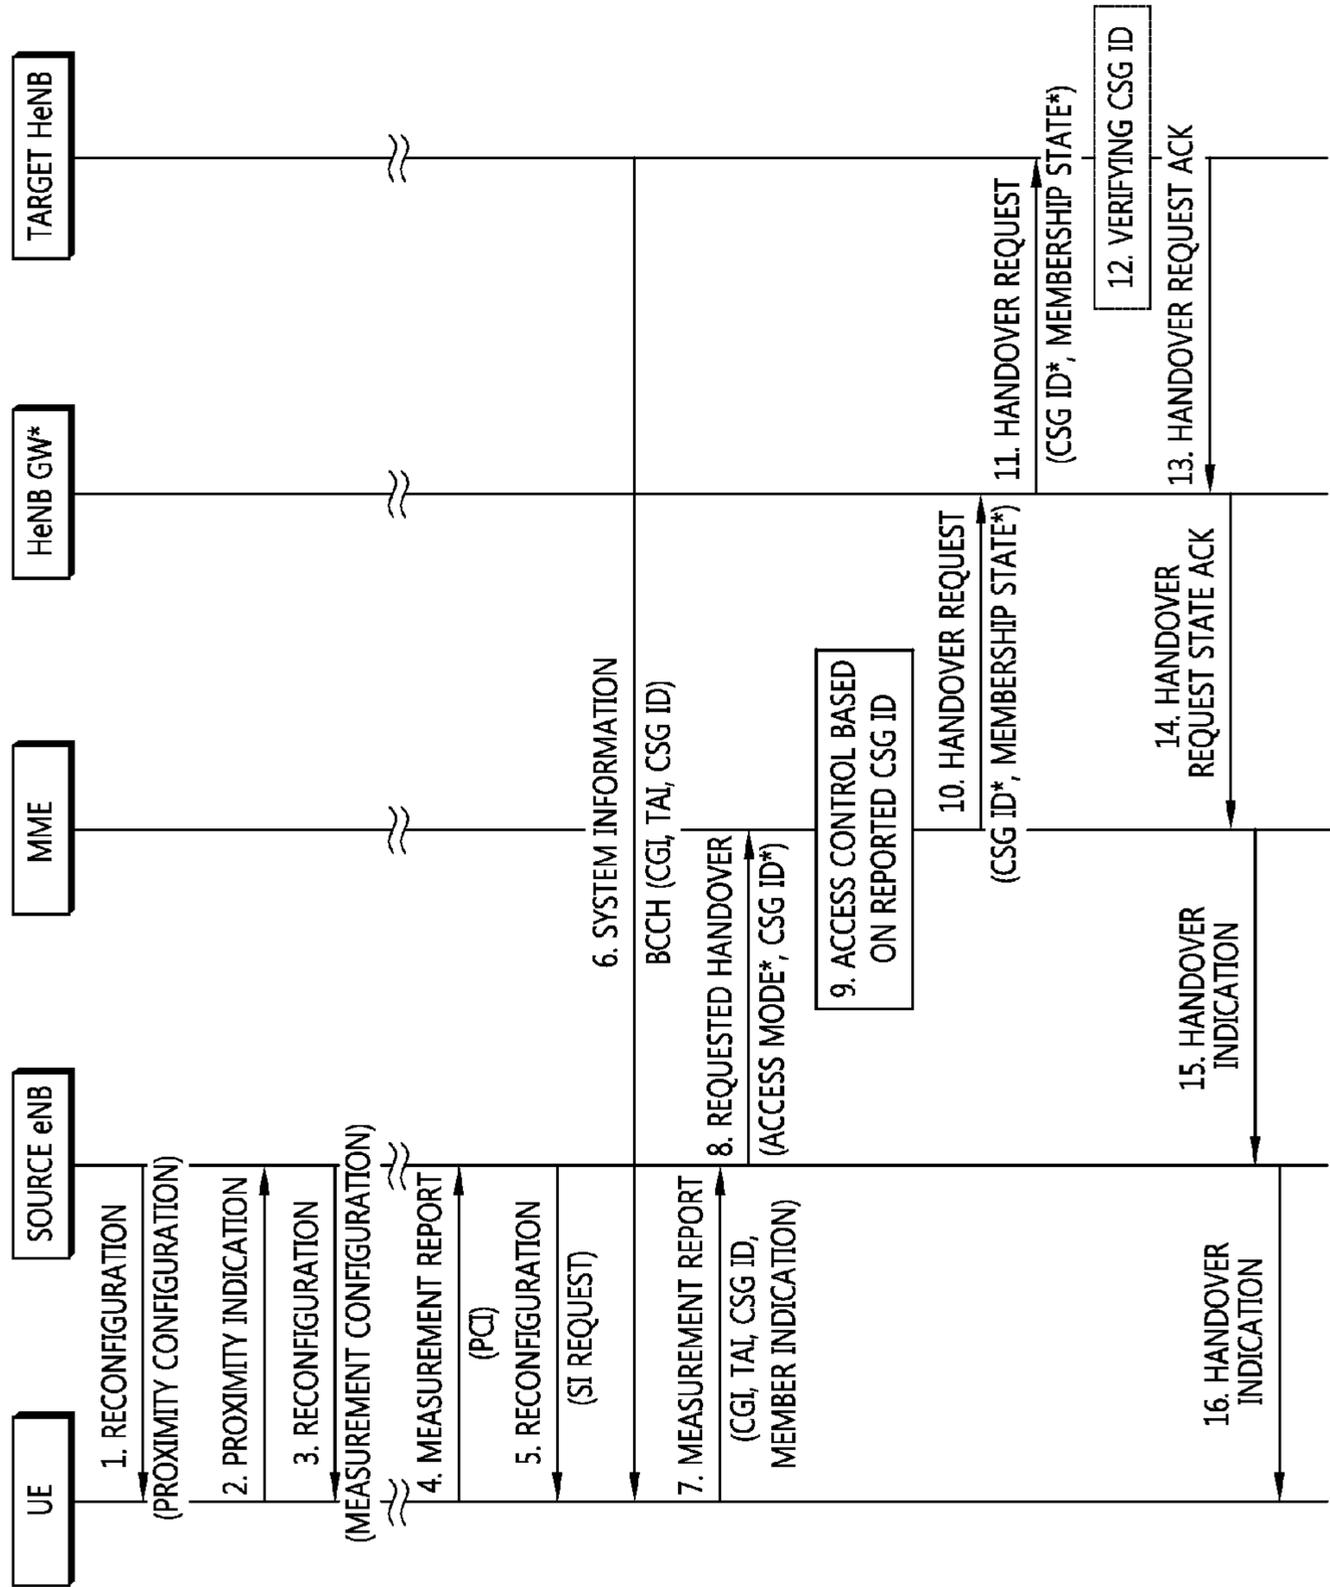 UE
SOURCE eNB
MME
HeNB GW*
TARGET HeNB
1. RECONFIGURATION
(PROXIMITY CONFIGURATION)
2. PROXIMITY INDICATION
3. RECONFIGURATION
(MEASUREMENT CONFIGURATION)
4. MEASUREMENT REPORT
(PCI)
5. RECONFIGURATION
(SI REQUEST)
6. SYSTEM INFORMATION
BCCH (CGI, TAI, CSG ID)
7. MEASUREMENT REPORT
(CGI, TAI, CSG ID,
MEMBER INDICATION)
8. REQUESTED HANDOVER
(ACCESS MODE*, CSG ID*)
9. ACCESS CONTROL BASED
ON REPORTED CSG ID
10. HANDOVER REQUEST
(CSG ID*, MEMBERSHIP STATE*)
11. HANDOVER REQUEST
(CSG ID*, MEMBERSHIP STATE*)
12. VERIFYING CSG ID
13. HANDOVER REQUEST ACK
14. HANDOVER
REQUEST STATE ACK
15. HANDOVER
INDICATION
16. HANDOVER
INDICATION